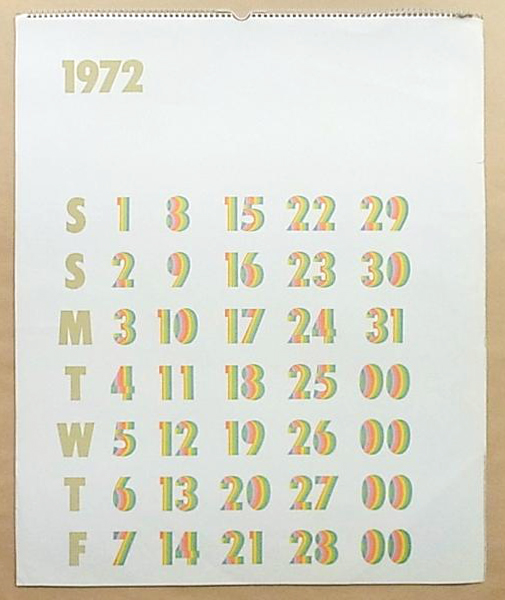 1972
S 1 8 15 22 29
S 2 9 16 23 30
M 3 10 17 24 31
T 4 11 18 25 00
W 5 12 19 26 00
T 6 13 20 27 00
F 7 14 21 28 00